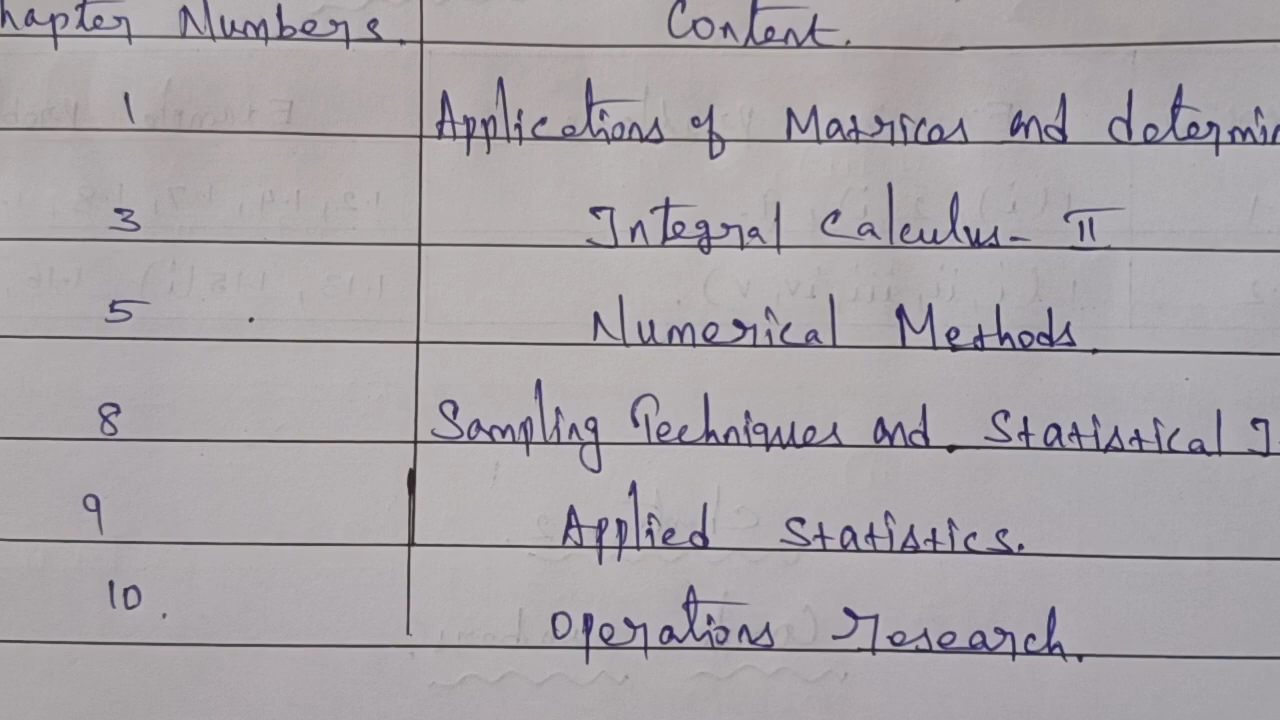 hapter Numbers. Content.
1 Applications of Matrices and determin
3 Integral Calculus- II
5 . Numerical Methods.
8 Sampling Techniques and Statistical I
9 Applied Statistics.
10. Operations research.